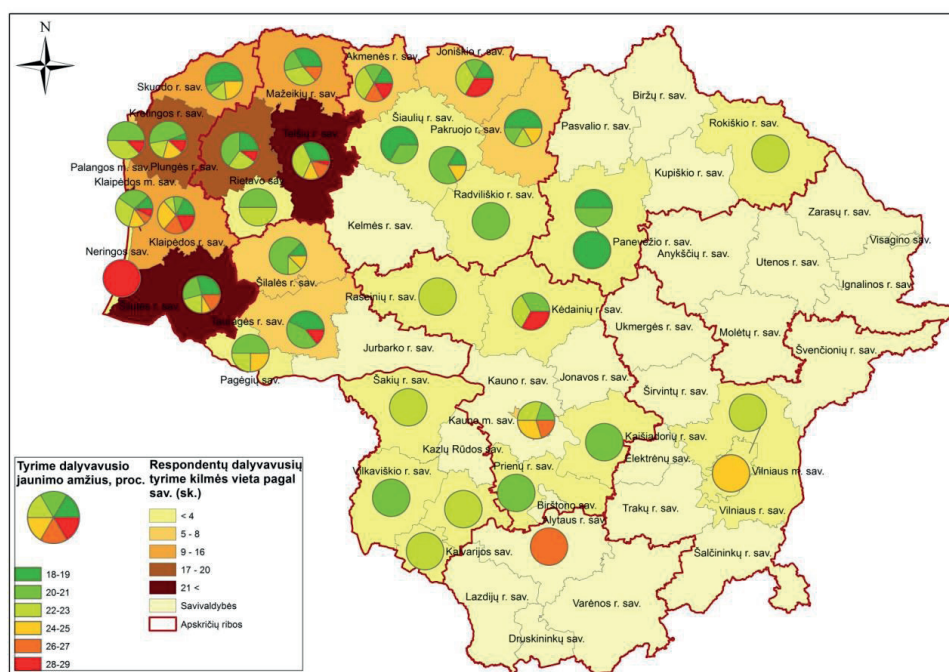 N
Akmenės r. sav.
Joniškio r. sav.
Skuodo r. sav.
Mažeikių r. sav.
Biržų r. sav.
Kretingos r. sav.
Šiaulių r. sav.
Pakruojo r. sav.
Pasvalio r. sav.
Rokiškio r. sav.
Telšių r. sav.
Palangos m. sav.
Plungės r. sav.
Kupiškio r. sav.
Klaipėdos m. sav.
Rietavo sav.
Radviliškio r. sav.
Zarasų r. sav.
Kelmės r. sav.
Panevėžio r. sav.
Visagino sav.
Klaipėdos r. sav.
Anykščių r. sav.
Neringos sav.
Utenos r. sav.
Ignalinos r. sav.
Šilalės r. sav.
Raseinių r. sav.
Kėdainių r. sav.
Tauragės r. sav.
Ukmergės r. sav.
Molėtų r. sav.
Švenčionių r. sav.
Jurbarko r. sav.
Pagėgių sav.
Kauno r. sav.
Jonavos r. sav.
Šakių r. sav.
Širvintų r. sav.
Kauno m. sav.
Kaišiadorių r. sav.
Kazlų Rūdos sav.
Elektrėnų sav.
Vilkaviškio r. sav.
Prienų r. sav.
Vilniaus m. sav.
Birštono sav.
Trakų r. sav.
Vilniaus r. sav.
Alytaus r. sav.
Kalvarijos sav.
Šalčininkų r. sav.
Lazdijų r. sav.
Varėnos r. sav.
Druskininkų sav.
Tyrime dalyvavusio
jaunimo amžius, proc.
18-19
20-21
22-23
24-25
26-27
28-29
Respondentų dalyvausių
tyrime kilmės vieta pagal
sav. (sk.)
< 4
5 - 8
9 - 16
17 - 20
21 <
Savivaldybės
Apskričių ribos